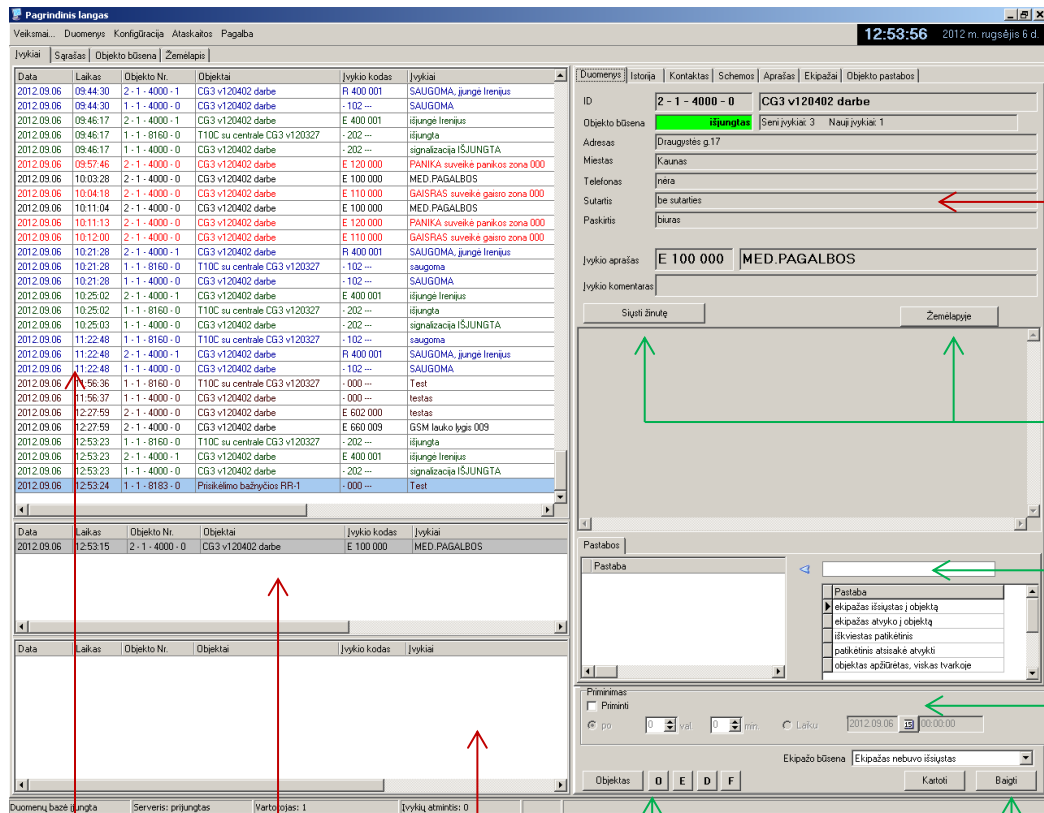 Pagrindinis langas
Veiksmai... Duomenys Konfigūracija Ataskaitos Pagalba
12:53:56 2012 m. rugsėjis 6 d.
Įvykiai Sąrašas Objekto būsena Žemėlapis
Data Laikas Objekto Nr. Objektai Įvykio kodas Įvykiai
2012.09.06 09:44:30 2 - 1 - 4000 - 1 CG3 v120402 darbe R 400 001 SAUGOMA, įjungė Irenijus
2012.09.06 09:44:30 1 - 1 - 4000 - 0 CG3 v120402 darbe - 102 --- SAUGOMA
2012.09.06 09:46:17 2 - 1 - 4000 - 1 CG3 v120402 darbe E 400 001 išjungė Irenijus
2012.09.06 09:46:17 1 - 1 - 8160 - 0 T10C su centrale CG3 v120327 - 202 --- išjungta
2012.09.06 09:46:17 1 - 1 - 4000 - 0 CG3 v120402 darbe - 202 --- signalizacija IŠJUNGTA
2012.09.06 09:57:46 2 - 1 - 4000 - 0 CG3 v120402 darbe E 120 000 PANIKA suveikė panikos zona 000
2012.09.06 10:03:28 2 - 1 - 4000 - 0 CG3 v120402 darbe E 100 000 MED.PAGALBOS
2012.09.06 10:04:18 2 - 1 - 4000 - 0 CG3 v120402 darbe E 110 000 GAISRAS suveikė gaisro zona 000
2012.09.06 10:11:04 2 - 1 - 4000 - 0 CG3 v120402 darbe E 100 000 MED.PAGALBOS
2012.09.06 10:11:13 2 - 1 - 4000 - 0 CG3 v120402 darbe E 120 000 PANIKA suveikė panikos zona 000
2012.09.06 10:12:00 2 - 1 - 4000 - 0 CG3 v120402 darbe E 110 000 GAISRAS suveikė gaisro zona 000
2012.09.06 10:21:28 2 - 1 - 4000 - 1 CG3 v120402 darbe R 400 001 SAUGOMA, įjungė Irenijus
2012.09.06 10:21:28 1 - 1 - 8160 - 0 T10C su centrale CG3 v120327 - 102 --- saugoma
2012.09.06 10:21:28 1 - 1 - 4000 - 0 CG3 v120402 darbe - 102 --- SAUGOMA
2012.09.06 10:25:02 2 - 1 - 4000 - 1 CG3 v120402 darbe E 400 001 išjungė Irenijus
2012.09.06 10:25:02 1 - 1 - 8160 - 0 T10C su centrale CG3 v120327 - 202 --- išjungta
2012.09.06 10:25:03 1 - 1 - 4000 - 0 CG3 v120402 darbe - 202 --- signalizacija IŠJUNGTA
2012.09.06 11:22:48 1 - 1 - 8160 - 0 T10C su centrale CG3 v120327 - 102 --- saugoma
2012.09.06 11:22:48 2 - 1 - 4000 - 1 CG3 v120402 darbe R 400 001 SAUGOMA, įjungė Irenijus
2012.09.06 11:22:48 1 - 1 - 4000 - 0 CG3 v120402 darbe - 102 --- SAUGOMA
2012.09.06 11:56:36 1 - 1 - 8160 - 0 T10C su centrale CG3 v120327 - 000 --- Test
2012.09.06 11:56:37 1 - 1 - 4000 - 0 CG3 v120402 darbe - 000 --- testas
2012.09.06 12:27:59 2 - 1 - 4000 - 0 CG3 v120402 darbe E 602 000 testas
2012.09.06 12:27:59 2 - 1 - 4000 - 0 CG3 v120402 darbe E 660 009 GSM lauko lygis 009
2012.09.06 12:53:23 1 - 1 - 8160 - 0 T10C su centrale CG3 v120327 - 202 --- išjungta
2012.09.06 12:53:23 2 - 1 - 4000 - 1 CG3 v120402 darbe E 400 001 išjungė Irenijus
2012.09.06 12:53:23 1 - 1 - 4000 - 0 CG3 v120402 darbe - 202 --- signalizacija IŠJUNGTA
2012.09.06 12:53:24 1 - 1 - 8183 - 0 Prisikėlimo bažnyčios RR-1 - 000 --- Test
Data Laikas Objekto Nr. Objektai Įvykio kodas Įvykiai
2012.09.06 12:53:15 2 - 1 - 4000 - 0 CG3 v120402 darbe E 100 000 MED.PAGALBOS
Data Laikas Objekto Nr. Objektai Įvykio kodas Įvykiai
Duomenys Istorija Kontaktas Schemos Aprašas Ekipažai Objekto pastabos
ID 2 - 1 - 4000 - 0 CG3 v120402 darbe
Objekto būsena išjungtas Seni įvykiai: 3 Nauji įvykiai: 1
Adresas Draugystės g.17
Miestas Kaunas
Telefonas nėra
Sutartis be sutarties
Paskirtis biuras
Įvykio aprašas E 100 000 MED.PAGALBOS
Įvykio komentaras
Siųsti žinutę Žemėlapyje
Pastabos
Pastaba
Pastaba
ekipažas išsiųstas į objektą
ekipažas atvyko į objektą
iškviestas patikėtinis
patikėtinis atsisakė atvykti
objektas apžiūrėtas, viskas tvarkoje
Priminimas
Priminti
po 0 val. 0 min. Laiku 2012.09.06 15 00:00:00
Ekipažo būsena Ekipažas nebuvo išsiųstas
Objektas O E D F Kartoti Baigti
Duomenų bazė įjungta Serveris: prijungtas Vartotojas: 1 Įvykių atmintis: 0